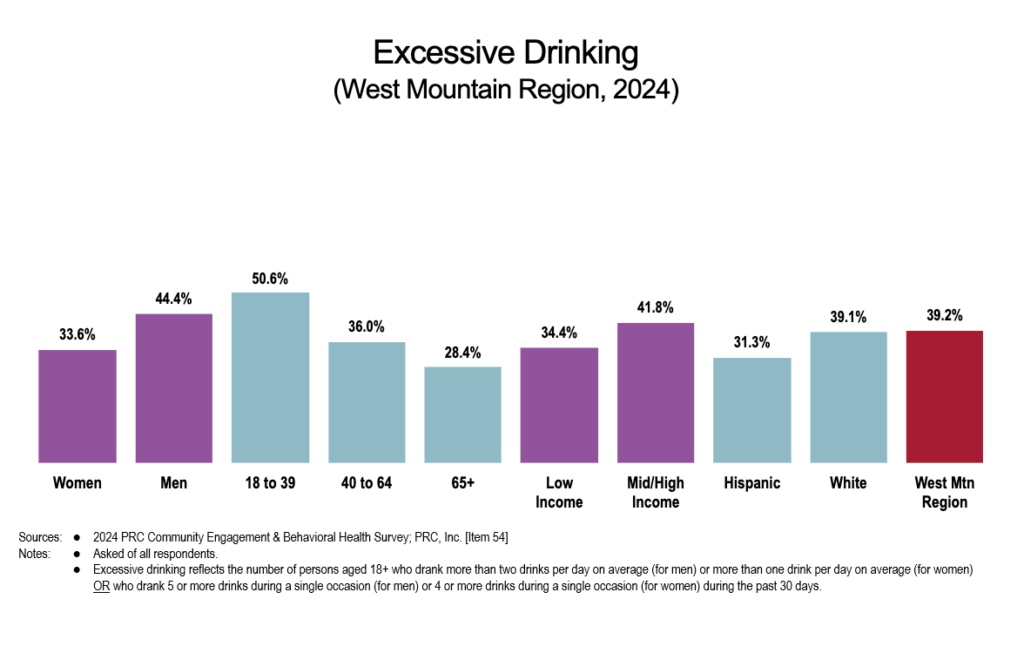 Excessive Drinking
(West Mountain Region, 2024)
50.6%
44.4%
41.8%
39.1%
39.2%
36.0%
33.6%
34.4%
31.3%
28.4%
Women
Men
18 to 39
40 to 64
65+
Low
Income
Mid/High
Income
Hispanic
White
West Mtn
Region
Sources: ● 2024 PRC Community Engagement & Behavioral Health Survey; PRC, Inc. [Item 54]
Notes: ● Asked of all respondents.
● Excessive drinking reflects the number of persons aged 18+ who drank more than two drinks per day on average (for men) or more than one drink per day on average (for women)
OR who drank 5 or more drinks during a single occasion (for men) or 4 or more drinks during a single occasion (for women) during the past 30 days.